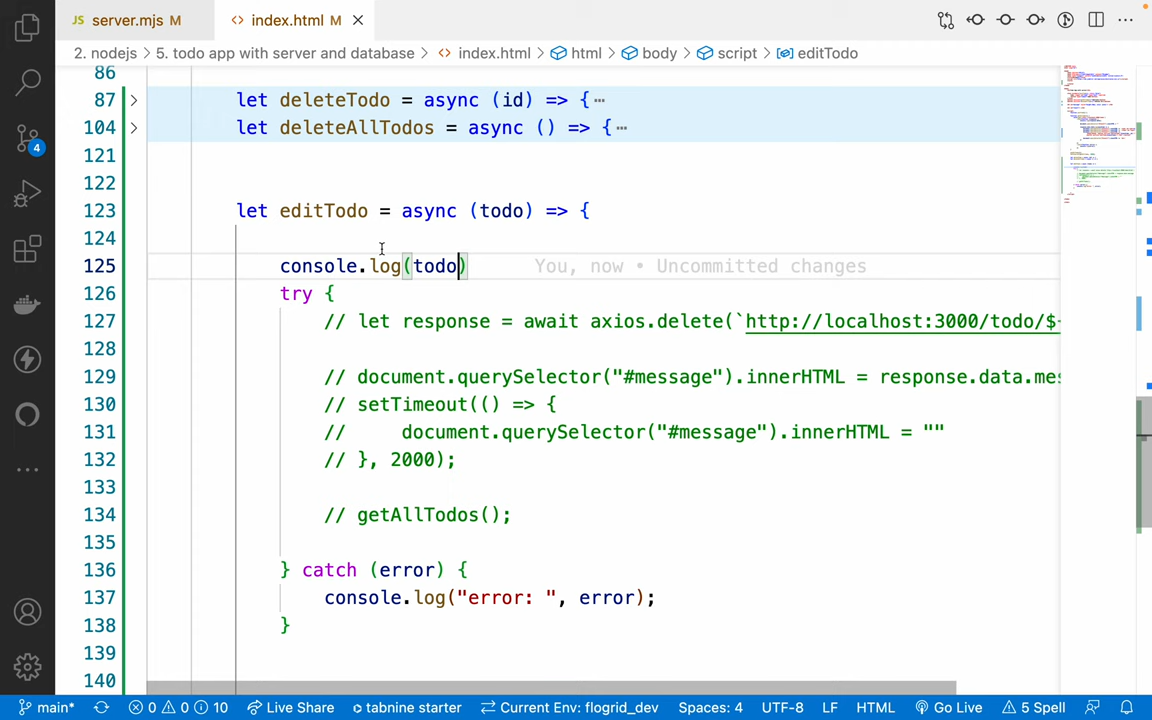 JS server.mjs M
<> index.html M
2. nodejs > 5. todo app with server and database > <> index.html > html > body > script > editTodo
86
87 let deleteTodo = async (id) => {…
104 let deleteAllTodos = async () => {…
121
122
123 let editTodo = async (todo) => {
124
125 console.log(todo) You, now • Uncommitted changes
126 try {
127 // let response = await axios.delete(`http://localhost:3000/todo/$
128
129 // document.querySelector("#message").innerHTML = response.data.mes
130 // setTimeout(() => {
131 //     document.querySelector("#message").innerHTML = ""
132 // }, 2000);
133
134 // getAllTodos();
135
136 } catch (error) {
137 console.log("error: ", error);
138 }
139
140
4
main* 0 0 10 Live Share tabnine starter Current Env: flogrid_dev Spaces: 4 UTF-8 LF HTML Go Live 5 Spell